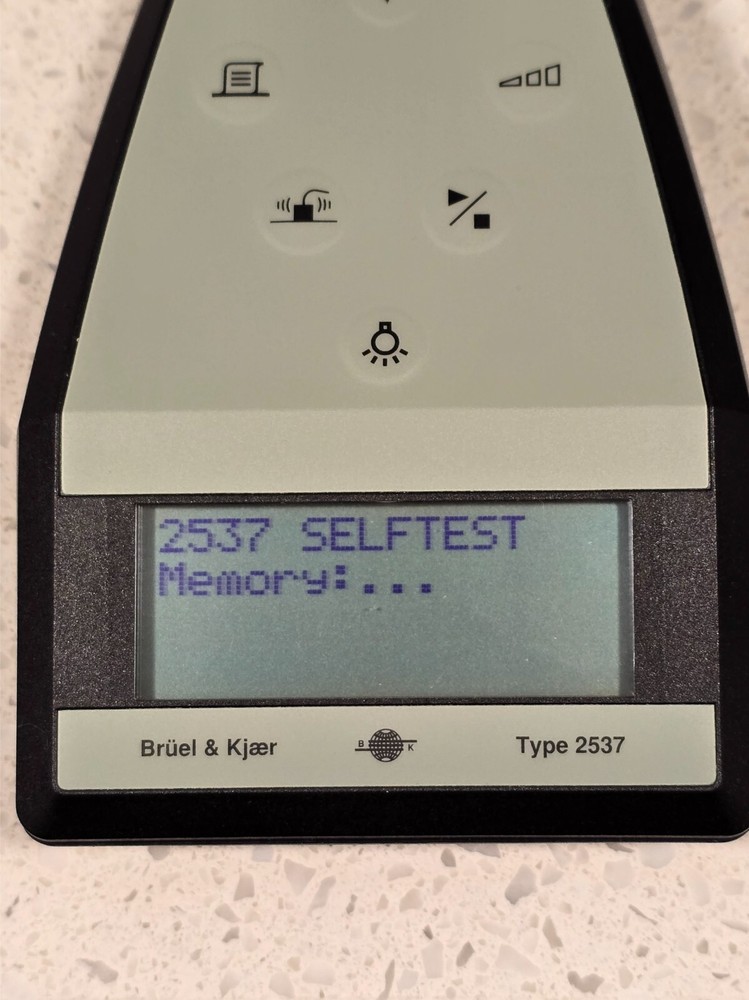 2537 SELFTEST
Memory:...
Brüel & Kjær
B K
Type 2537